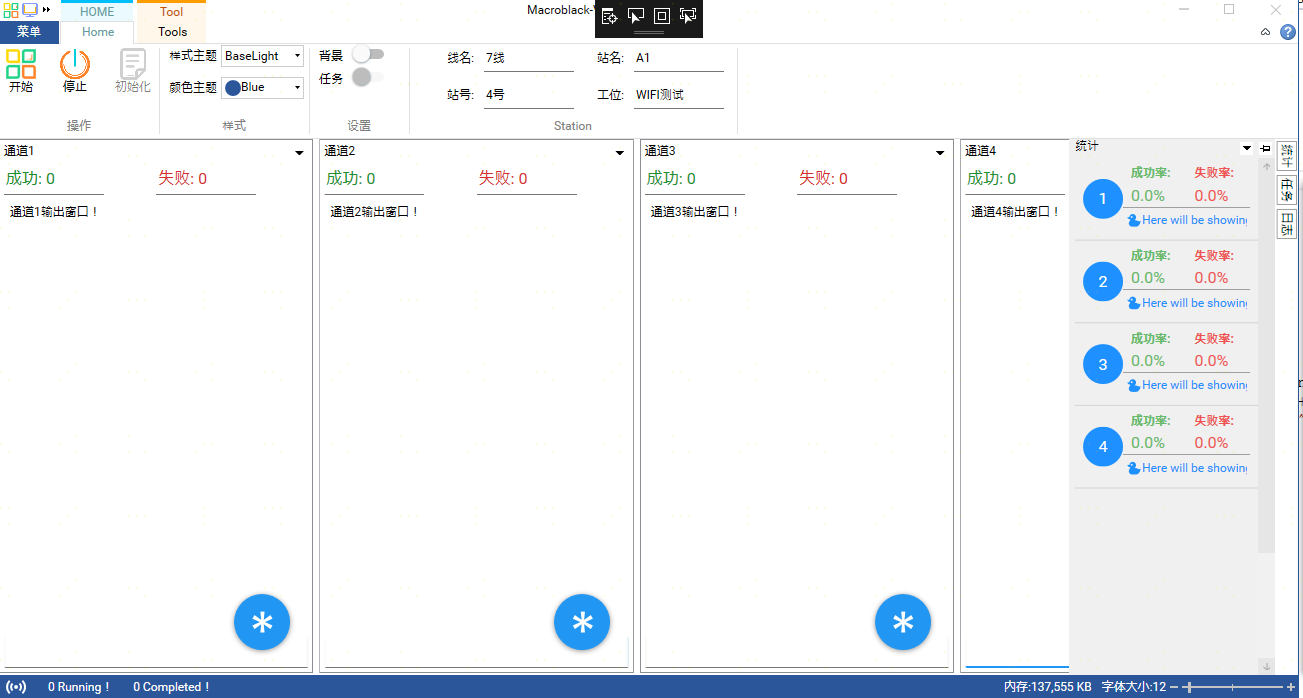 Macroblack-
HOME
Tool
菜单
Home
Tools
开始
停止
初始化
操作
样式主题 BaseLight
颜色主题 Blue
样式
背景
任务
设置
线名: 7线
站名: A1
站号: 4号
工位: WIFI测试
Station
通道1
成功: 0
失败: 0
通道1输出窗口！
通道2
成功: 0
失败: 0
通道2输出窗口！
通道3
成功: 0
失败: 0
通道3输出窗口！
通道4
成功: 0
通道4输出窗口！
统计
1
成功率: 失败率:
0.0% 0.0%
Here will be showing
2
成功率: 失败率:
0.0% 0.0%
Here will be showing
3
成功率: 失败率:
0.0% 0.0%
Here will be showing
4
成功率: 失败率:
0.0% 0.0%
Here will be showing
统计
任务
日志
0 Running !
0 Completed !
内存:137,555 KB
字体大小:12